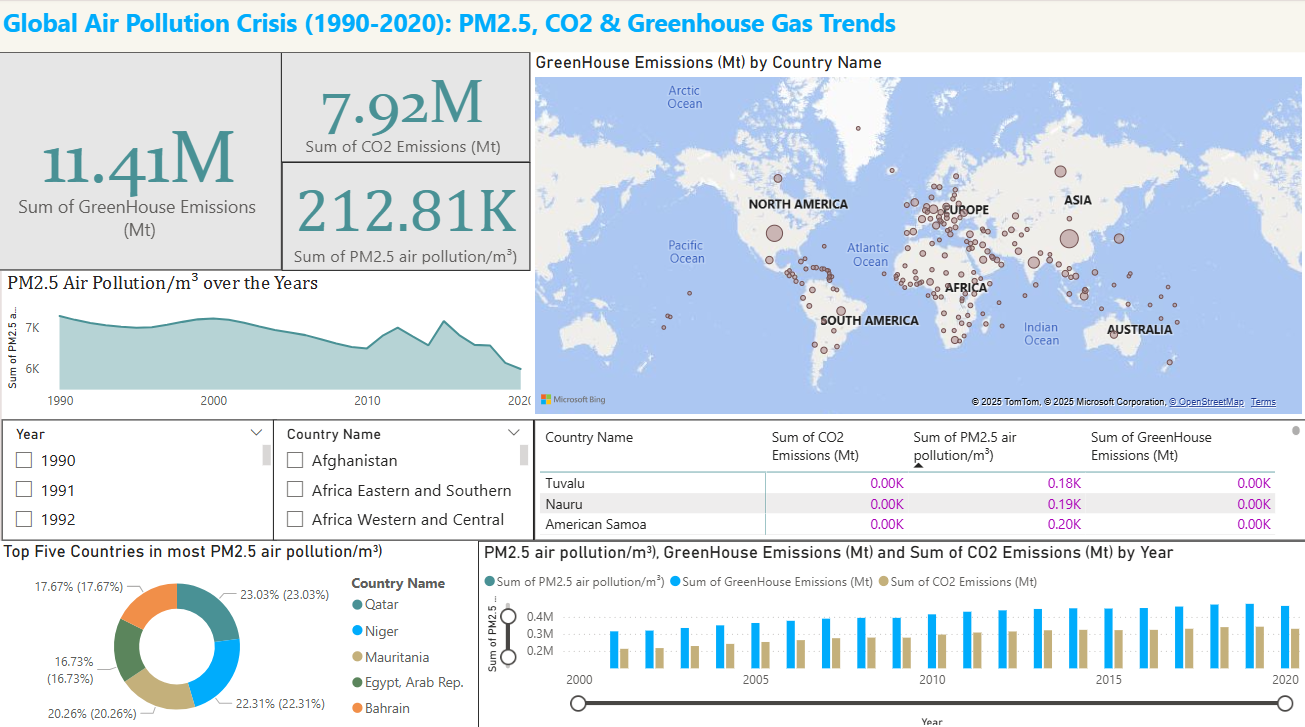 Global Air Pollution Crisis (1990-2020): PM2.5, CO2 & Greenhouse Gas Trends
11.41M
Sum of GreenHouse Emissions
(Mt)
7.92M
Sum of CO2 Emissions (Mt)
212.81K
Sum of PM2.5 air pollution/m³)
GreenHouse Emissions (Mt) by Country Name
Arctic
Ocean
NORTH AMERICA
EUROPE
ASIA
Pacific
Ocean
Atlantic
Ocean
AFRICA
SOUTH AMERICA
Indian
Ocean
AUSTRALIA
Microsoft Bing
© 2025 TomTom, © 2025 Microsoft Corporation, © OpenStreetMap Terms
PM2.5 Air Pollution/m³ over the Years
Sum of PM2.5 a...
7K
6K
1990
2000
2010
2020
Year
1990
1991
1992
Country Name
Afghanistan
Africa Eastern and Southern
Africa Western and Central
Country Name
Sum of CO2
Emissions (Mt)
Sum of PM2.5 air
pollution/m³)
Sum of GreenHouse
Emissions (Mt)
Tuvalu 0.00K 0.18K 0.00K
Nauru 0.00K 0.19K 0.00K
American Samoa 0.00K 0.20K 0.00K
Top Five Countries in most PM2.5 air pollution/m³)
17.67% (17.67%)
23.03% (23.03%)
16.73%
(16.73%)
20.26% (20.26%)
22.31% (22.31%)
Country Name
Qatar
Niger
Mauritania
Egypt, Arab Rep.
Bahrain
PM2.5 air pollution/m³), GreenHouse Emissions (Mt) and Sum of CO2 Emissions (Mt) by Year
Sum of PM2.5 air pollution/m³) Sum of GreenHouse Emissions (Mt) Sum of CO2 Emissions (Mt)
Sum of PM2.5 ...
0.4M
0.3M
0.2M
2000
2005
2010
2015
2020
Year